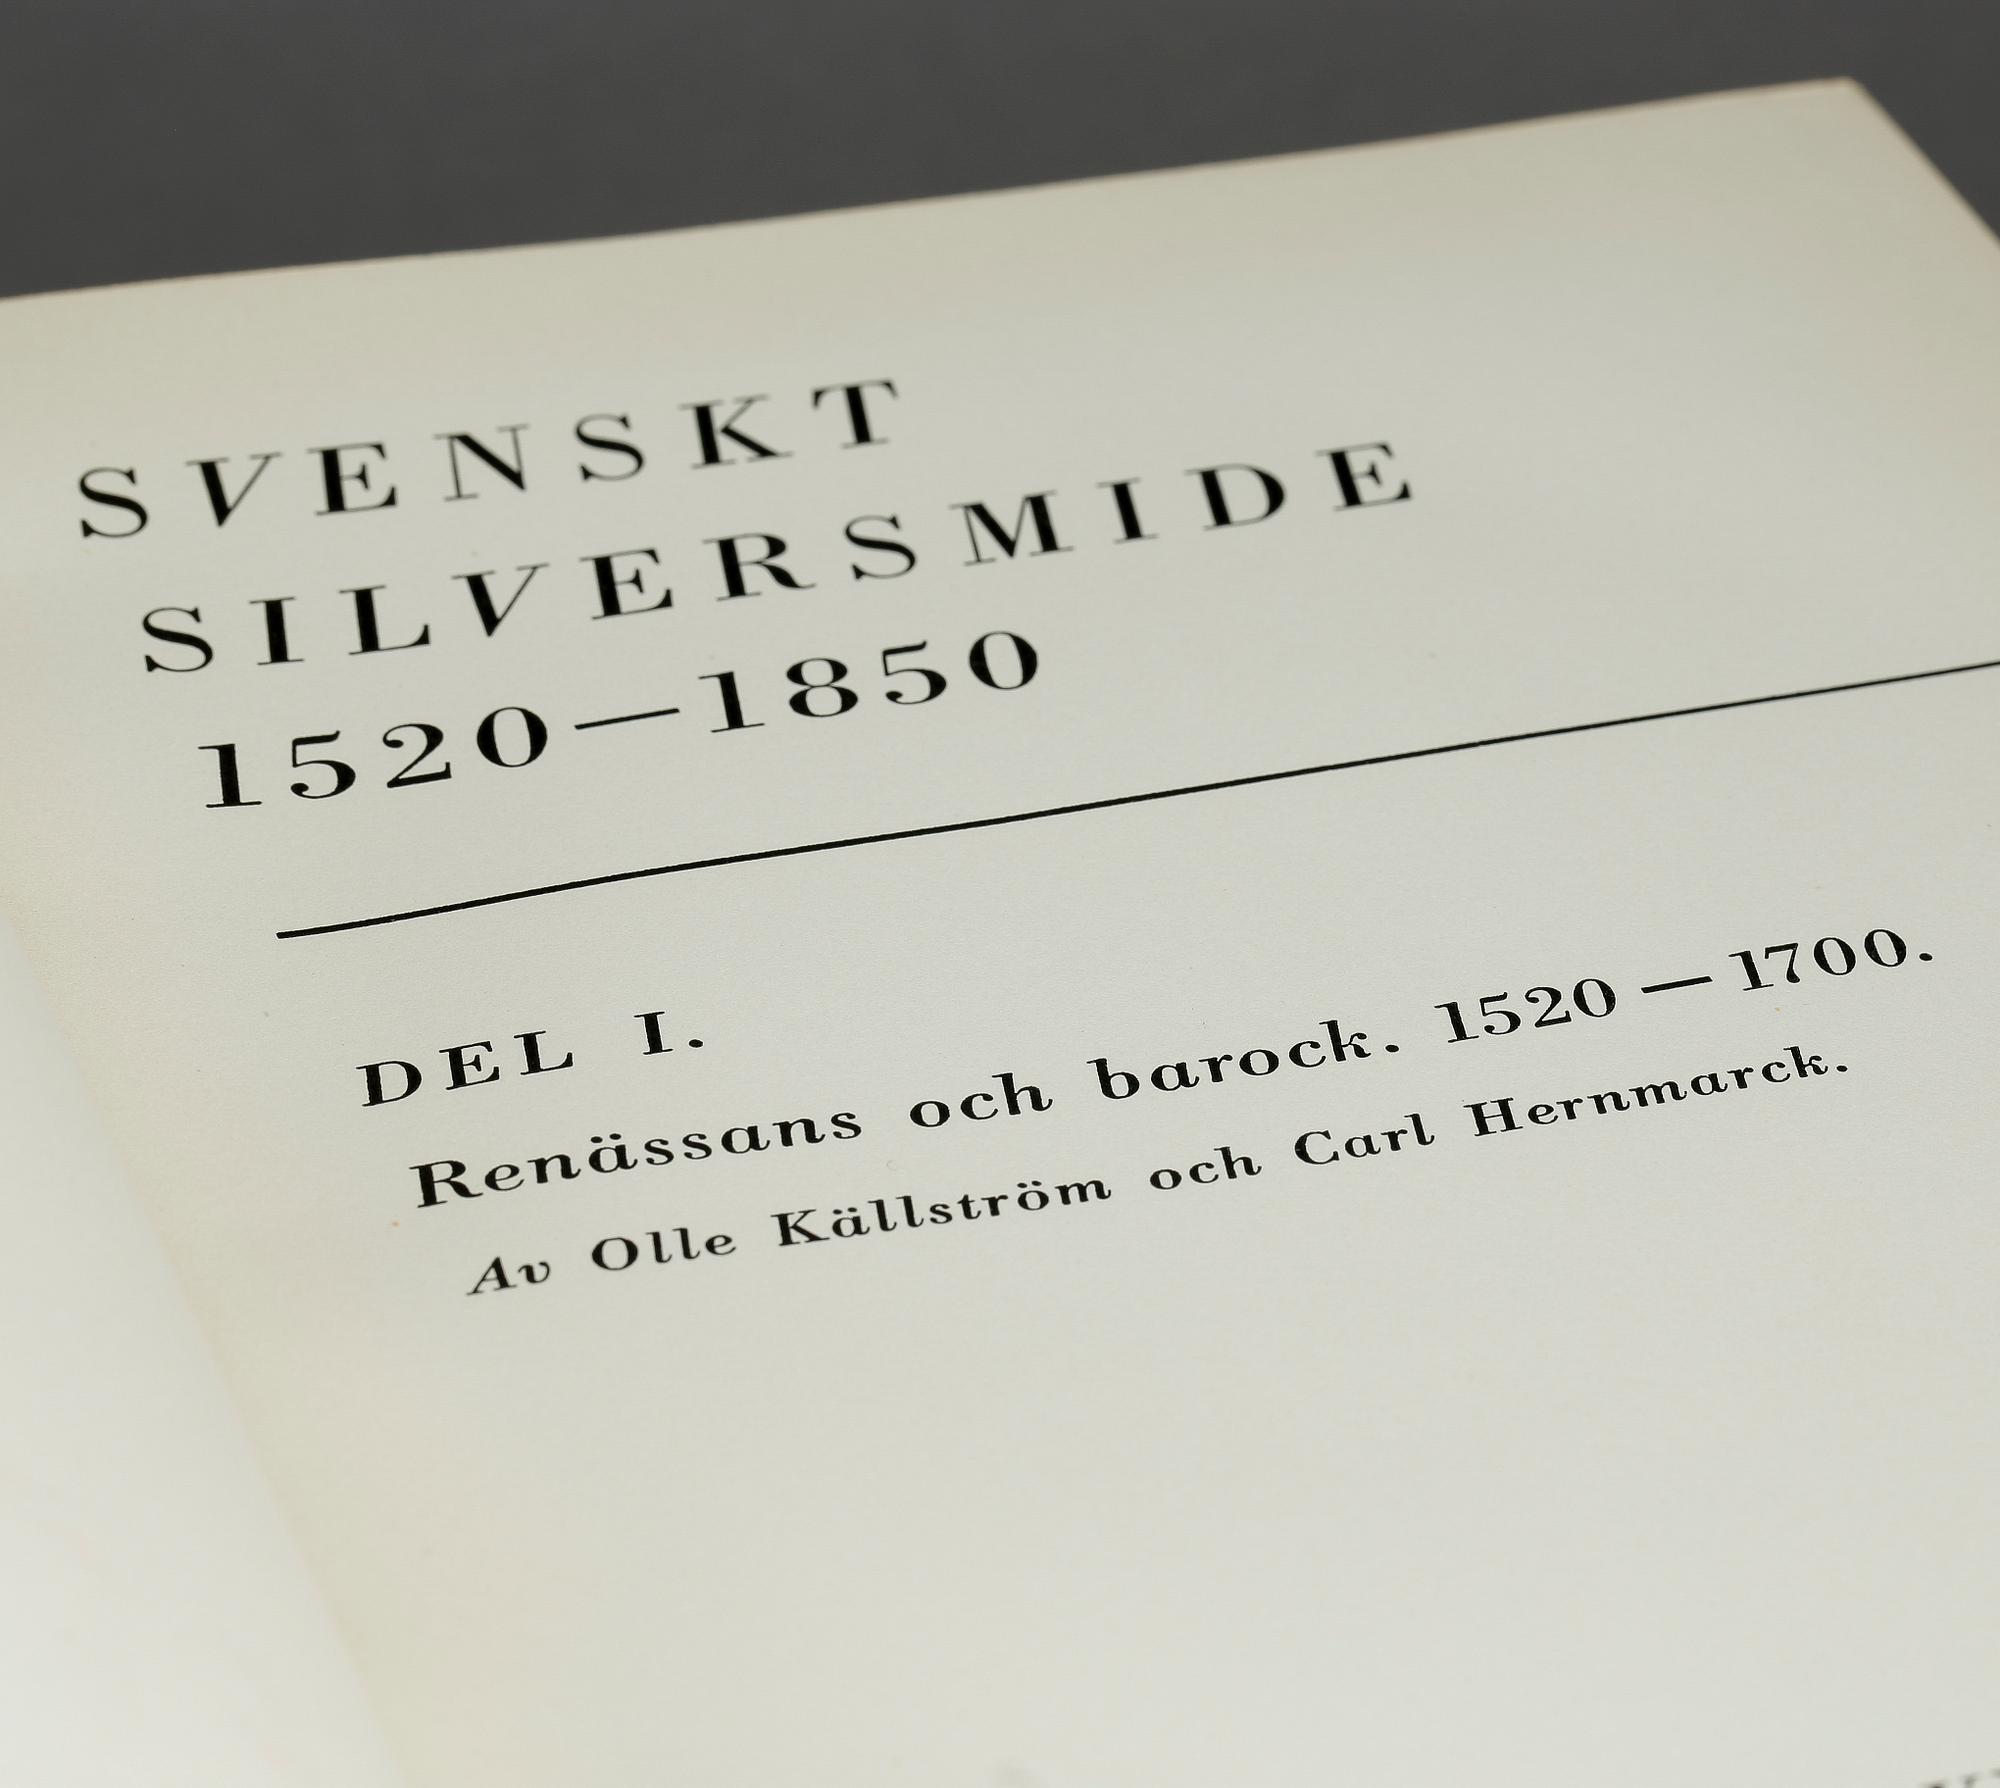 SVENSKT
SILVERSMIDE
1520—1850
DEL I.
Renässans och barock. 1520—1700.
Av Olle Källström och Carl Hernmarck.